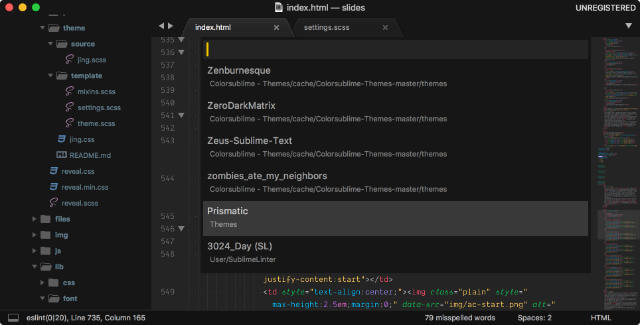 index.html — slides
UNREGISTERED
theme
source
jing.scss
template
mixins.scss
settings.scss
theme.scss
jing.css
README.md
reveal.css
reveal.min.css
reveal.scss
files
img
js
lib
css
font
index.html
settings.scss
535
536
537
538
539
540
541
542
543
544
545
546
547
548
549
Zenburnesque
Colorsublime - Themes/cache/Colorsublime-Themes-master/themes
ZeroDarkMatrix
Colorsublime - Themes/cache/Colorsublime-Themes-master/themes
Zeus-Sublime-Text
Colorsublime - Themes/cache/Colorsublime-Themes-master/themes
zombies_ate_my_neighbors
Colorsublime - Themes/cache/Colorsublime-Themes-master/themes
Prismatic
Themes
3024_Day (SL)
User/SublimeLinter
justify-content:start"></td>
<td style="text-align:center;"><img class="plain" style="
max-height:2.5em;margin:0;" data-src="img/ac-start.png" alt="
eslint(0|20), Line 735, Column 165
79 misspelled words
Spaces: 2
HTML